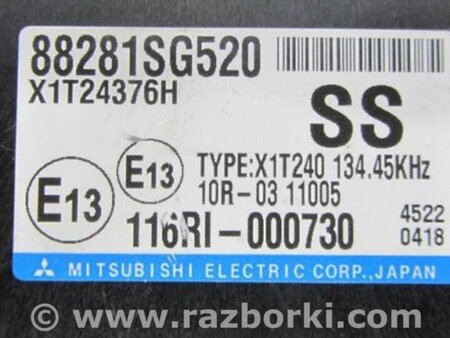 88281SG520
X1T24376H
SS
E13
E13
TYPE:X1T240 134.45KHz
10R-03 11005
116RI-000730
4522
0418
MITSUBISHI ELECTRIC CORP., JAPAN
© www.razborki.com